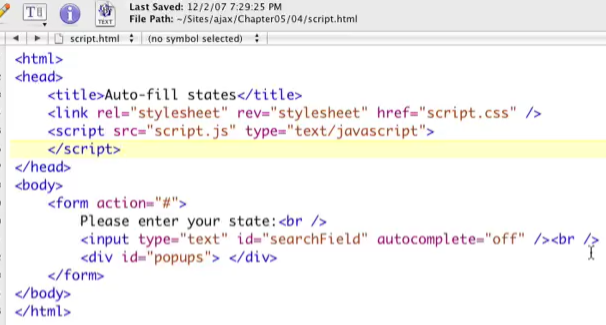 Last Saved: 12/2/07 7:29:25 PM
File Path: ~/Sites/ajax/Chapter05/04/script.html
T
i
TEXT
script.html
(no symbol selected)
<html>
<head>
<title>Auto-fill states</title>
<link rel="stylesheet" rev="stylesheet" href="script.css" />
<script src="script.js" type="text/javascript">
</script>
</head>
<body>
<form action="#">
Please enter your state:<br />
<input type="text" id="searchField" autocomplete="off" /><br />
<div id="popups"> </div>
</form>
</body>
</html>